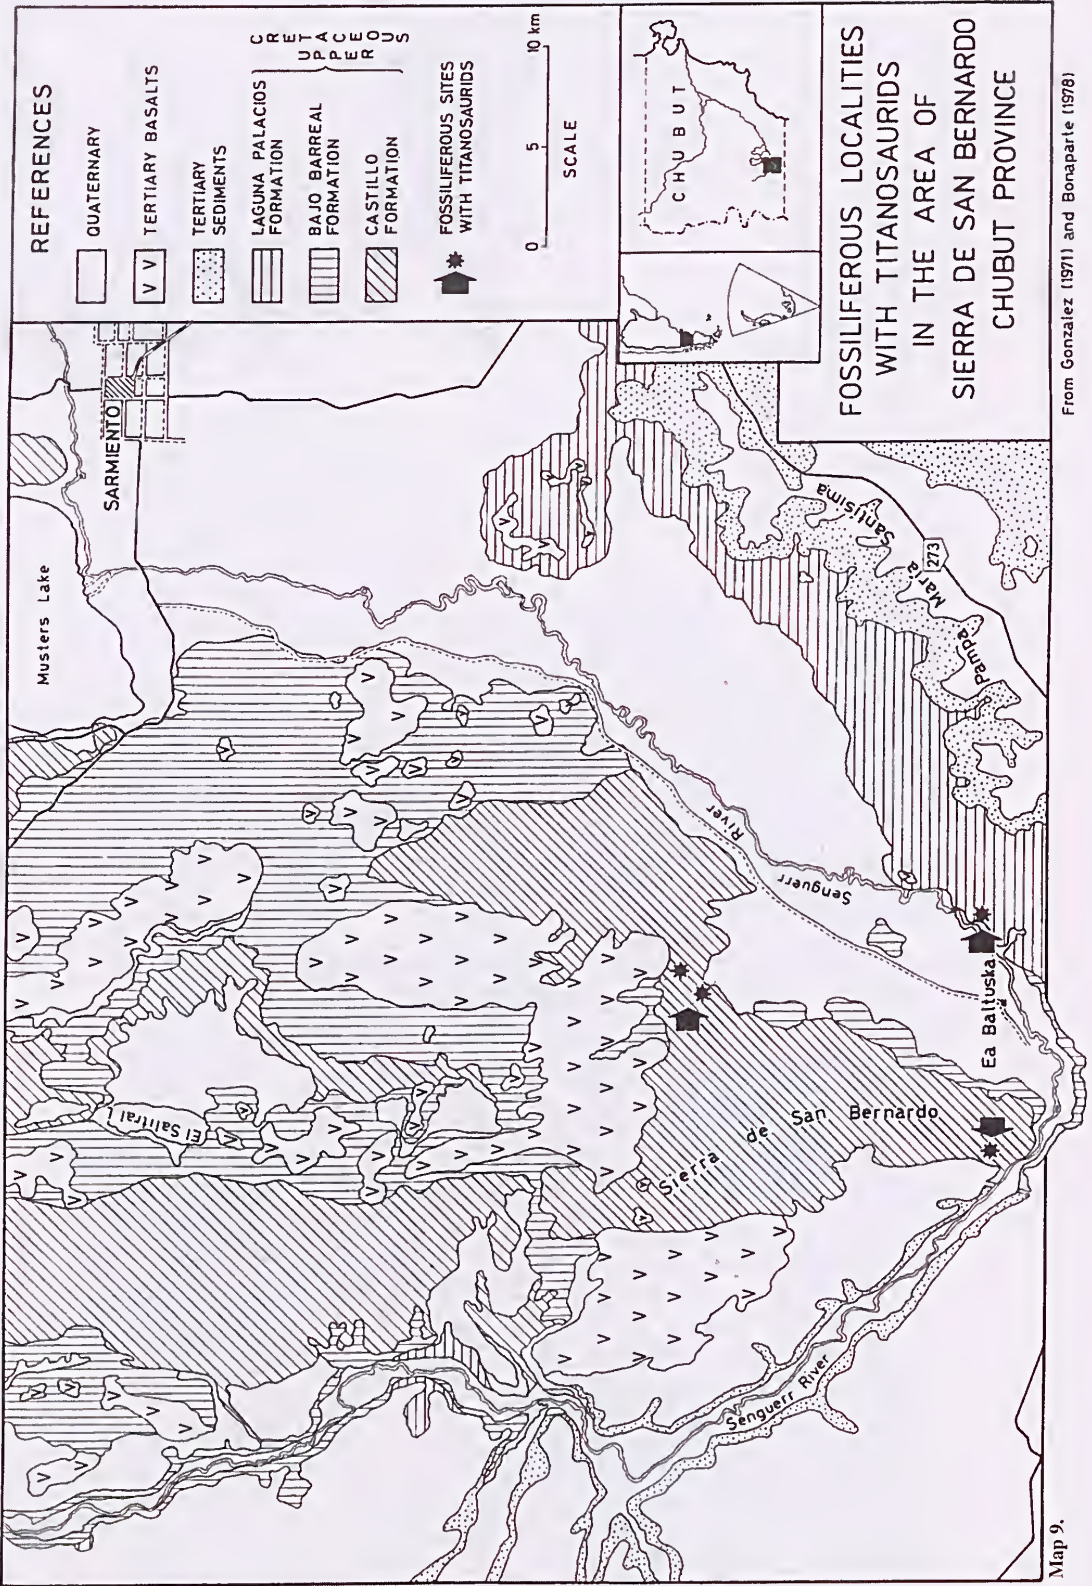 REFERENCES
QUATERNARY
V V TERTIARY BASALTS
TERTIARY
SEDIMENTS
LAGUNA PALACIOS
FORMATION
BAJO BARREAL
FORMATION
CASTILLO
FORMATION
UPPER
CRETACEOUS
FOSSILIFEROUS SITES
WITH TITANOSAURIDS
0 5 10 km
SCALE
CHUBUT
FOSSILIFEROUS LOCALITIES
WITH TITANOSAURIDS
IN THE AREA OF
SIERRA DE SAN BERNARDO
CHUBUT PROVINCE
Musters Lake
SARMIENTO
El Salitral L.
Senguerr River
Sierra de San Bernardo
Ea Baltuska
Senguerr River
Pampa Maria Santisima
273
From Gonzalez (1971) and Bonaparte (1978)
Map 9.